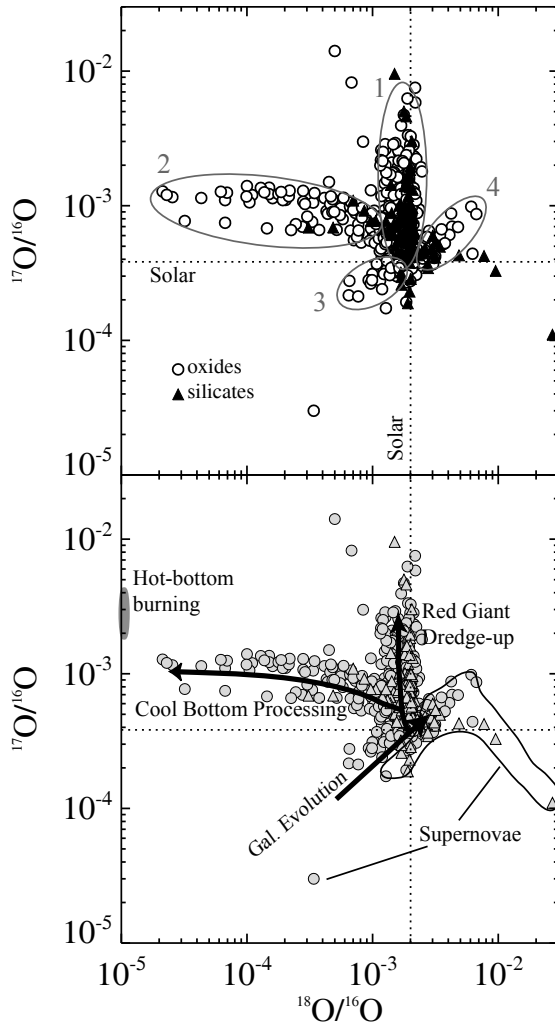 10⁻²
1
2
4
¹⁷O/¹⁶O
10⁻³
Solar
3
10⁻⁴
oxides
silicates
Solar
10⁻⁵
10⁻²
Hot-bottom
burning
Red Giant
Dredge-up
¹⁷O/¹⁶O
10⁻³
Cool Bottom Processing
10⁻⁴
Gal. Evolution
Supernovae
10⁻⁵
10⁻⁵ 10⁻⁴ 10⁻³ 10⁻²
¹⁸O/¹⁶O